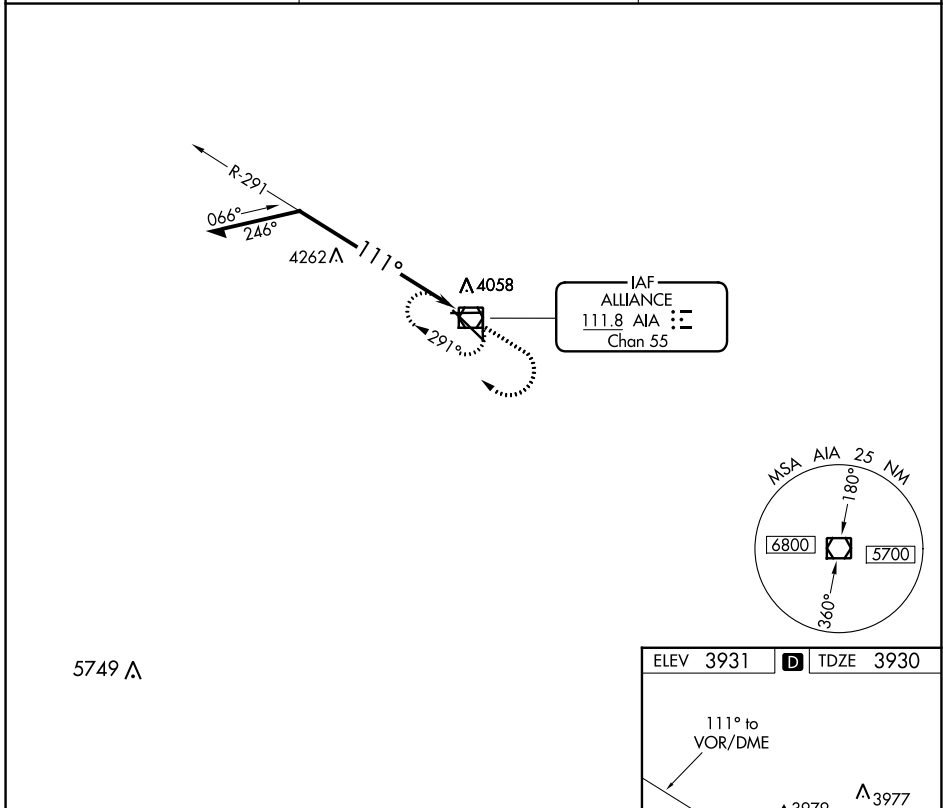 R-291
066°
246°
4262
111°
4058
291°
IAF
ALLIANCE
111.8 AIA
Chan 55
MSA AIA 25 NM
180°
6800
5700
360°
5749
ELEV 3931 D TDZE 3930
111° to
VOR/DME
3977
3979